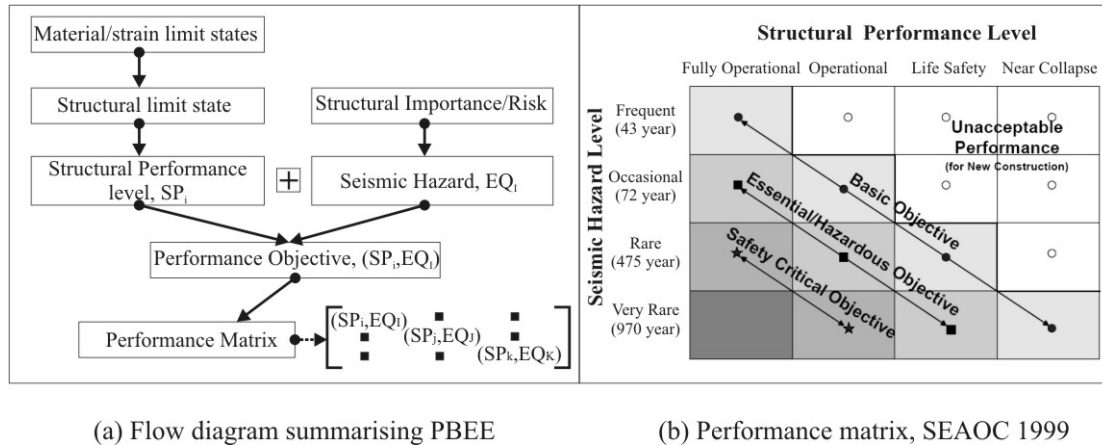 Material/strain limit states
Structural limit state
Structural Importance/Risk
Structural Performance
level, SPi
+
Seismic Hazard, EQI
Performance Objective, (SPi,EQI)
Performance Matrix
(SPi,EQI)
(SPj,EQJ)
(SPk,EQK)
(a) Flow diagram summarising PBEE
Structural Performance Level
Fully Operational
Operational
Life Safety
Near Collapse
Seismic Hazard Level
Frequent
(43 year)
Occasional
(72 year)
Rare
(475 year)
Very Rare
(970 year)
Unacceptable
Performance
(for New Construction)
Basic Objective
Essential/Hazardous Objective
Safety Critical Objective
(b) Performance matrix, SEAOC 1999